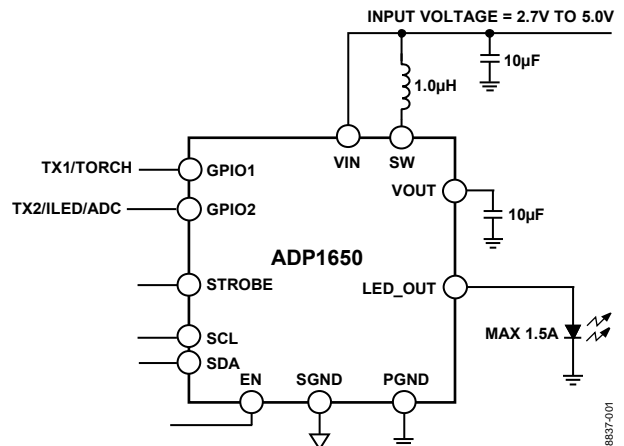 INPUT VOLTAGE = 2.7V TO 5.0V
10µF
1.0µH
VIN
SW
TX1/TORCH
GPIO1
VOUT
TX2/ILED/ADC
GPIO2
10µF
ADP1650
STROBE
LED_OUT
MAX 1.5A
SCL
SDA
EN
SGND
PGND
8837-001